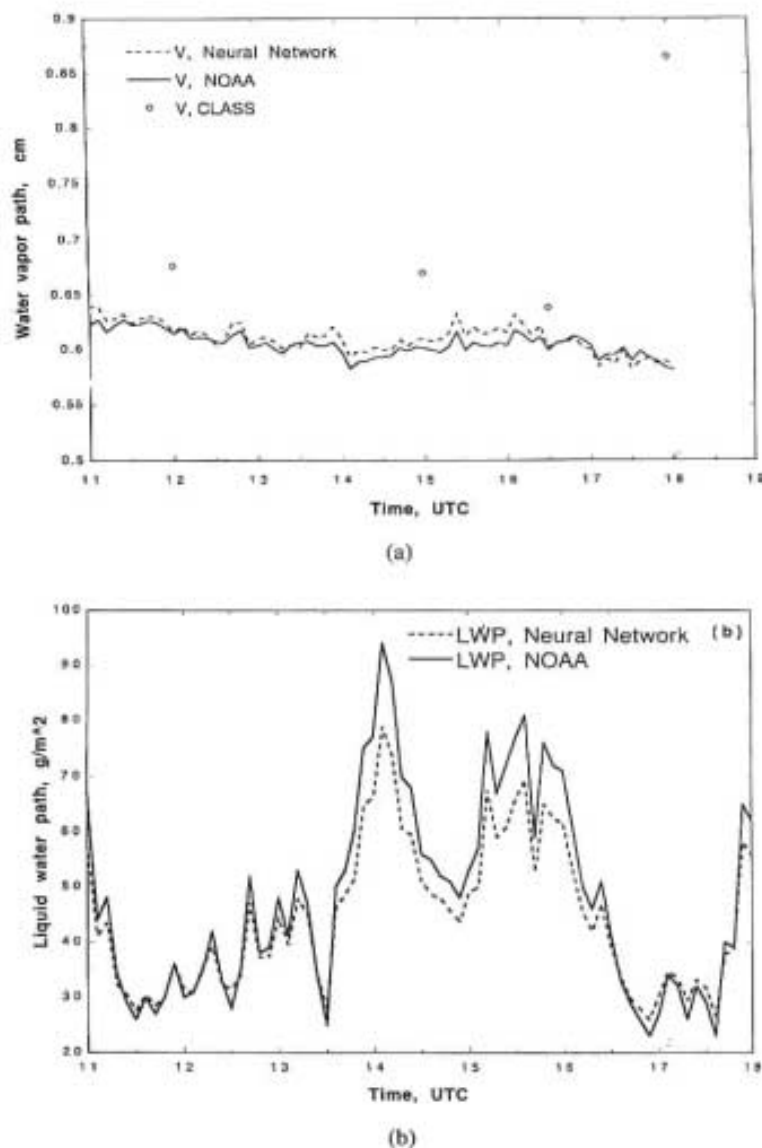 0.9
V, Neural Network
V, NOAA
V, CLASS
0.85
0.8
0.75
0.7
0.65
0.6
0.55
0.5
Water vapor path, cm
11 12 13 14 15 16 17 18 19
Time, UTC
(a)
100
LWP, Neural Network (b)
LWP, NOAA
90
80
70
60
50
40
30
20
Liquid water path, g/m^2
11 12 13 14 15 16 17 18
Time, UTC
(b)